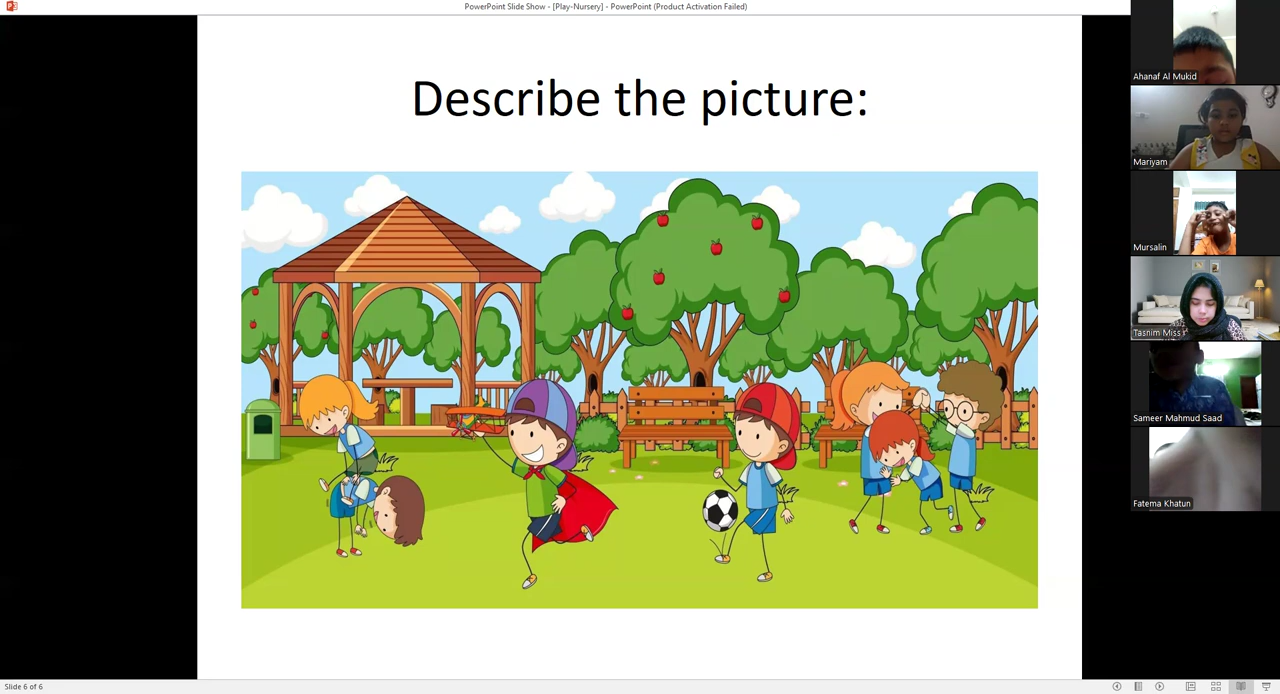 PowerPoint Slide Show - [Play-Nursery] - PowerPoint (Product Activation Failed)
Describe the picture:
Ahanaf Al Mukid
Mariyam
Mursalin
Tasnim Miss
Sameer Mahmud Saad
Fatema Khatun
Slide 6 of 6